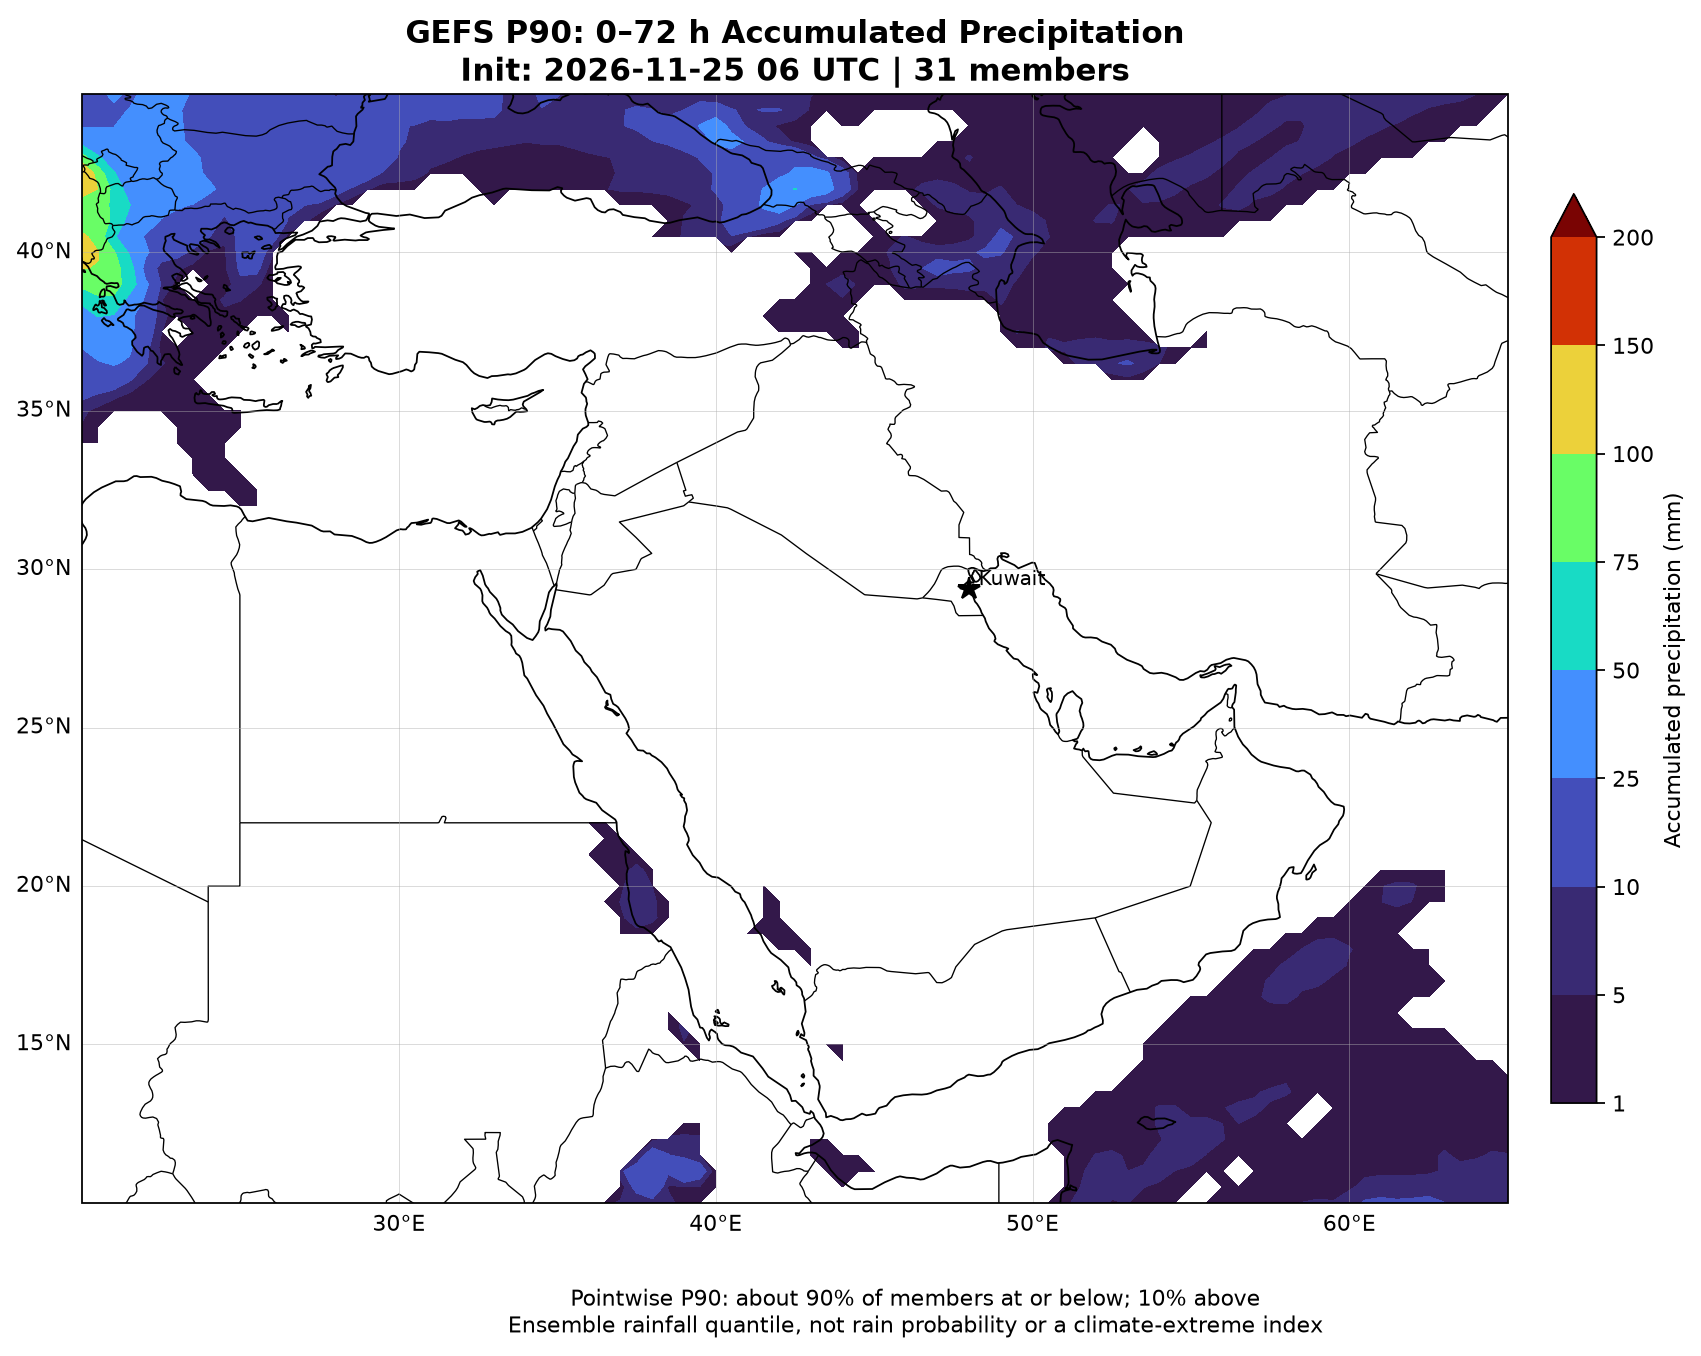 GEFS P90: 0–72 h Accumulated Precipitation
Init: 2026-11-25 06 UTC | 31 members
40°N
35°N
30°N
25°N
20°N
15°N
30°E
40°E
50°E
60°E
Kuwait
200
150
100
75
50
25
10
5
1
Accumulated precipitation (mm)
Pointwise P90: about 90% of members at or below; 10% above
Ensemble rainfall quantile, not rain probability or a climate-extreme index